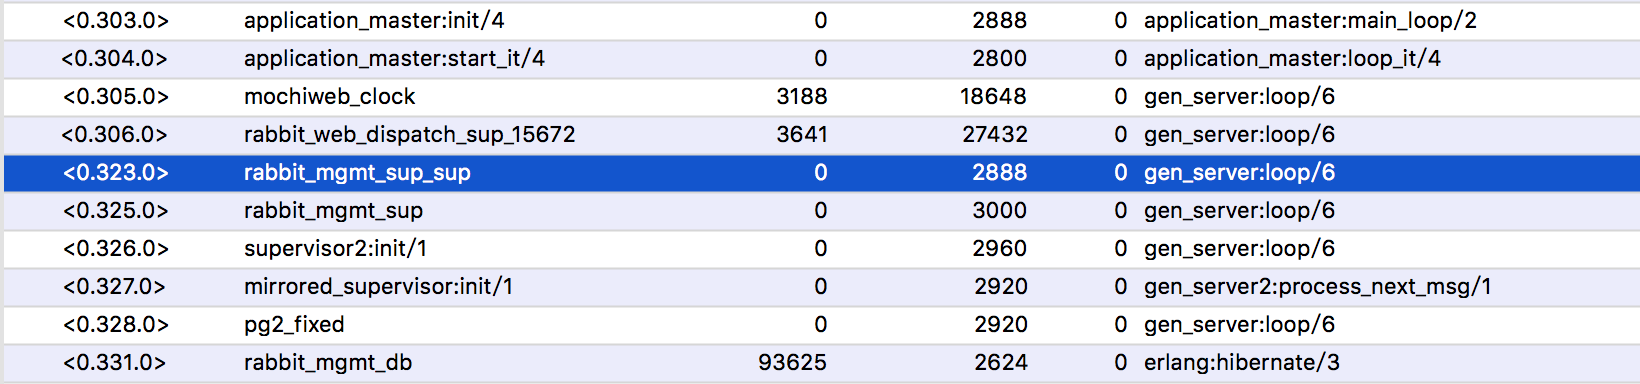 <0.303.0> application_master:init/4 0 2888 0 application_master:main_loop/2
<0.304.0> application_master:start_it/4 0 2800 0 application_master:loop_it/4
<0.305.0> mochiweb_clock 3188 18648 0 gen_server:loop/6
<0.306.0> rabbit_web_dispatch_sup_15672 3641 27432 0 gen_server:loop/6
<0.323.0> rabbit_mgmt_sup_sup 0 2888 0 gen_server:loop/6
<0.325.0> rabbit_mgmt_sup 0 3000 0 gen_server:loop/6
<0.326.0> supervisor2:init/1 0 2960 0 gen_server:loop/6
<0.327.0> mirrored_supervisor:init/1 0 2920 0 gen_server2:process_next_msg/1
<0.328.0> pg2_fixed 0 2920 0 gen_server:loop/6
<0.331.0> rabbit_mgmt_db 93625 2624 0 erlang:hibernate/3